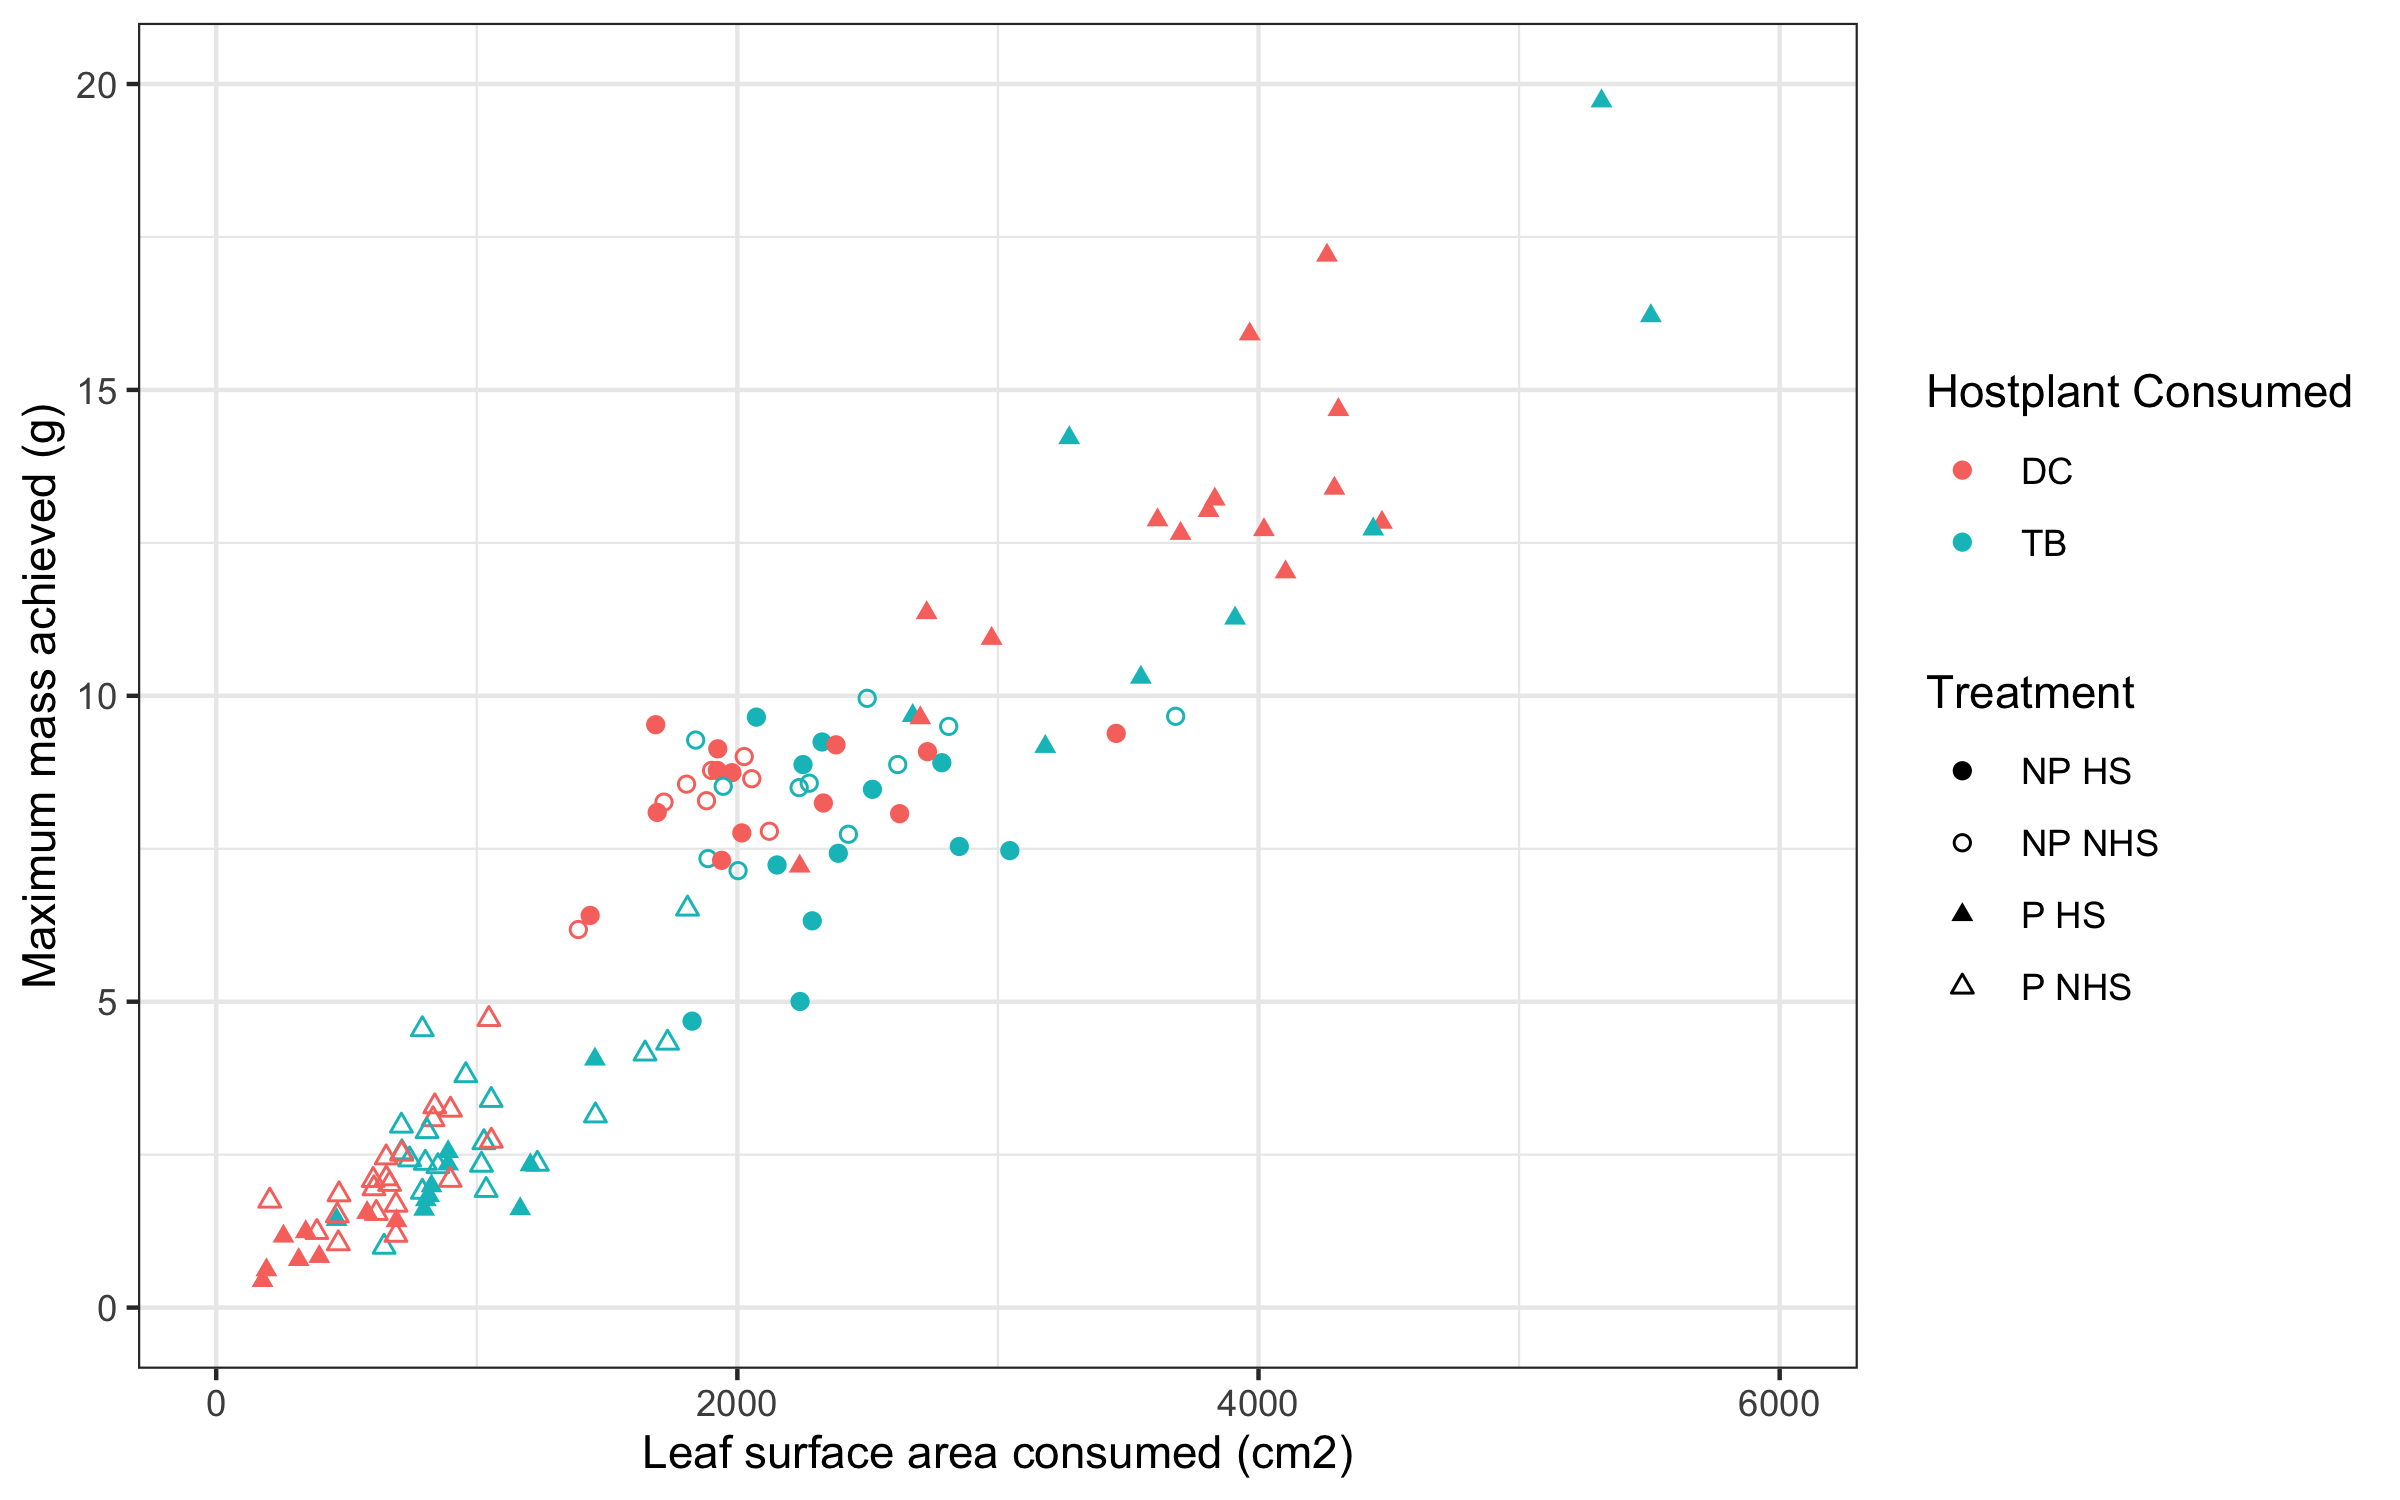 Maximum mass achieved (g)
20
15
10
5
0
0 2000 4000 6000
Leaf surface area consumed (cm2)
Hostplant Consumed
DC
TB
Treatment
NP HS
NP NHS
P HS
P NHS